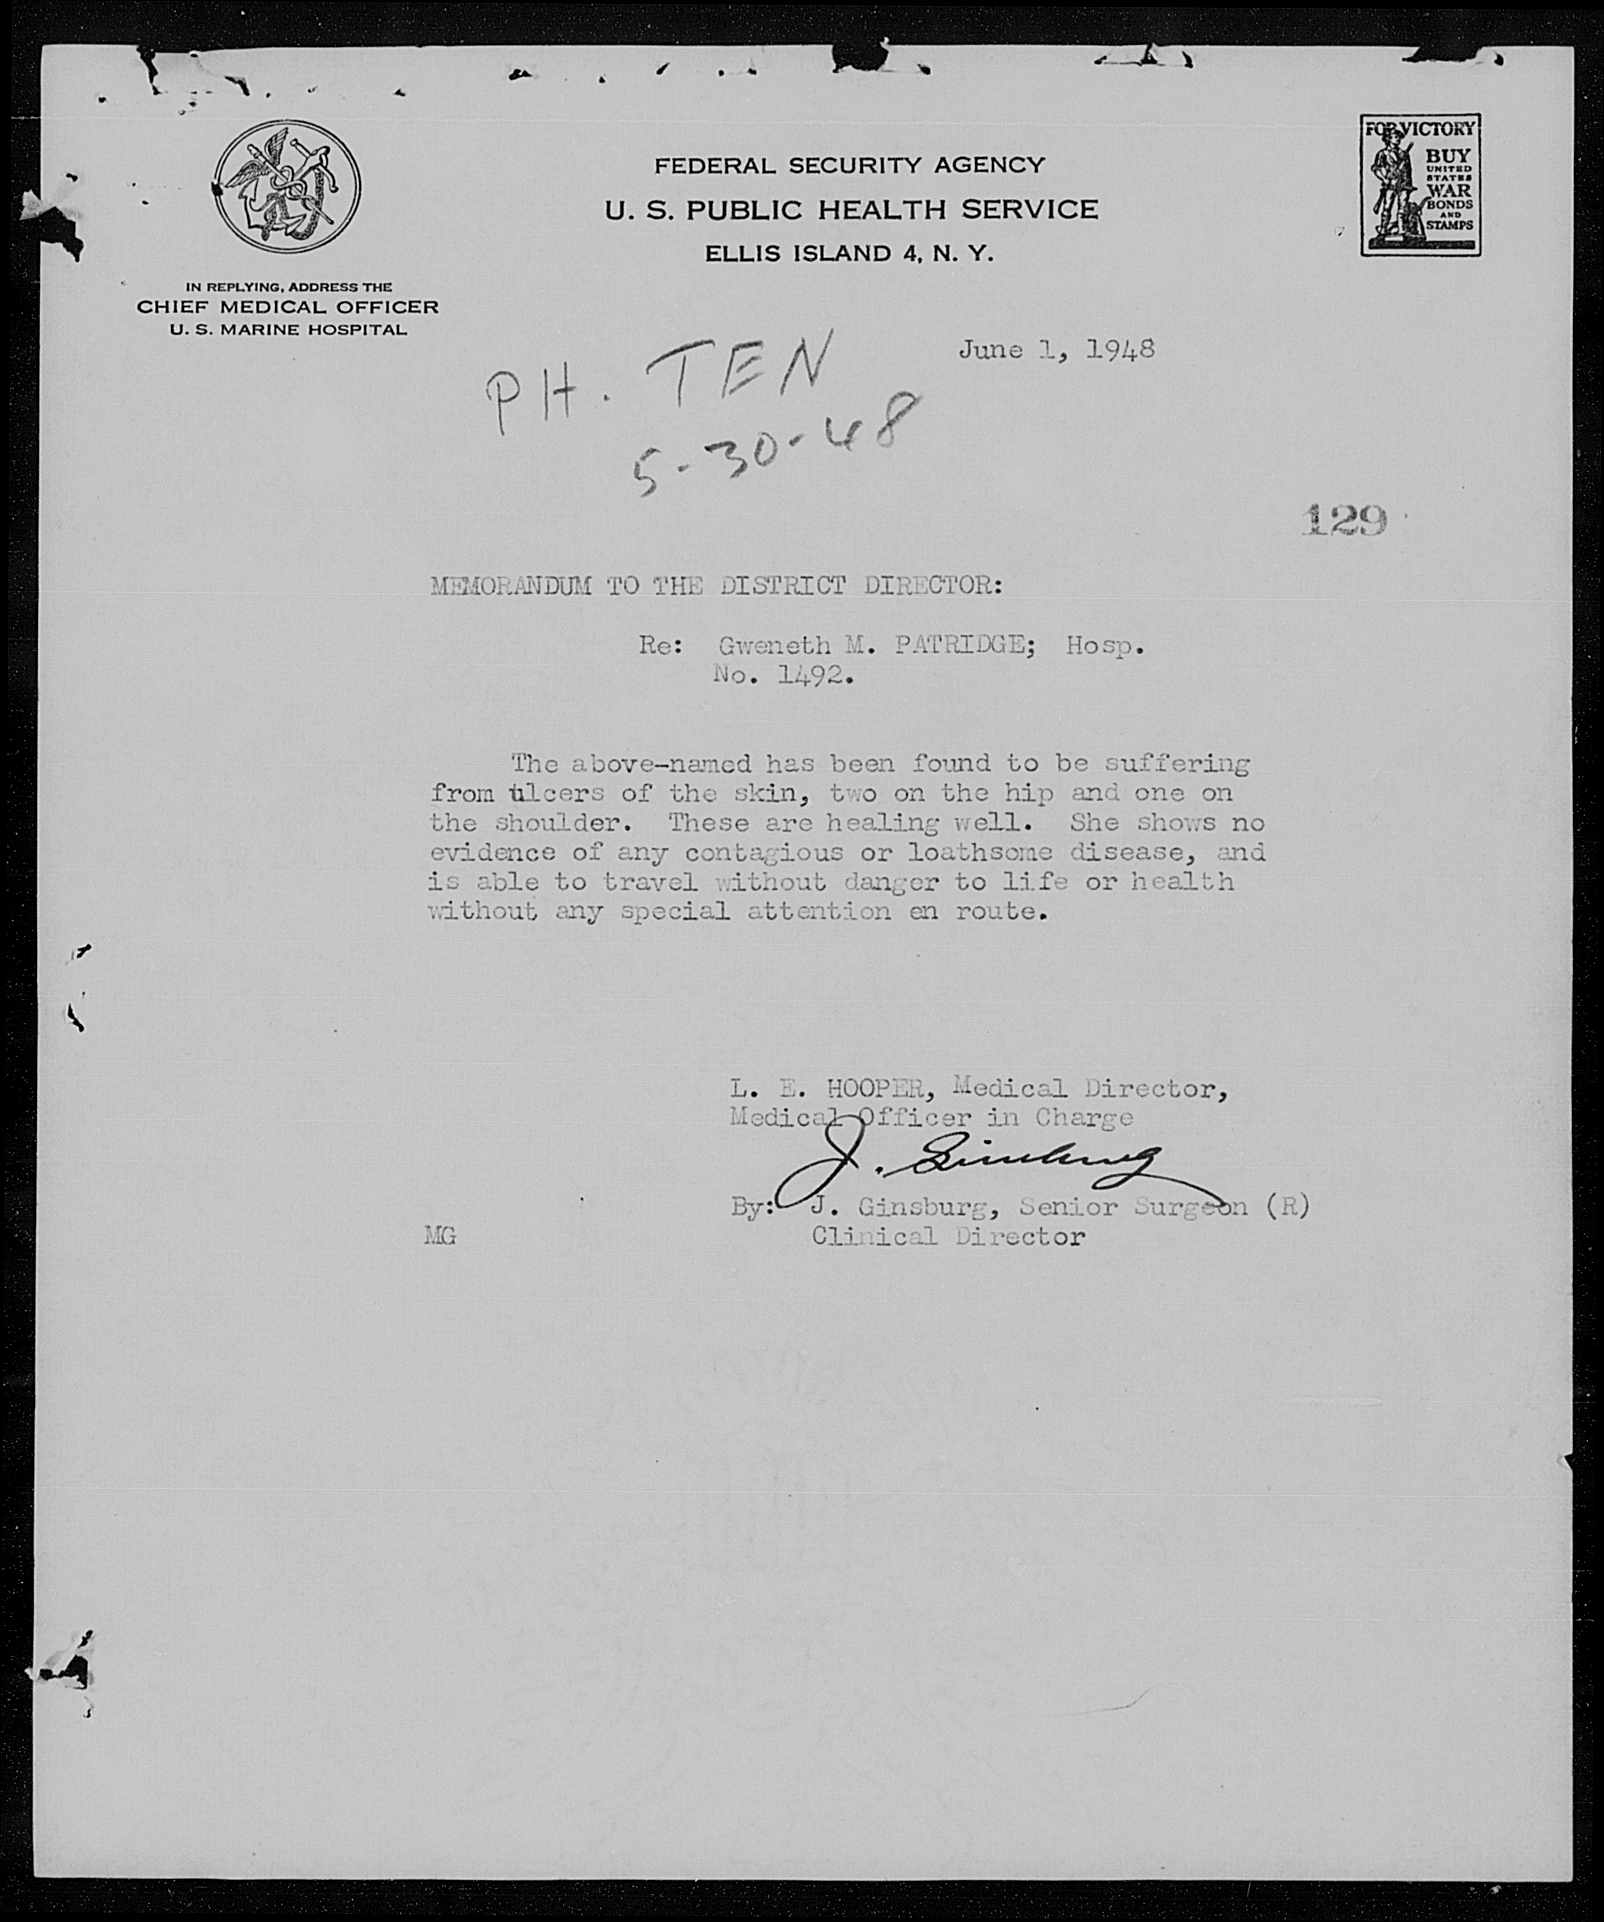 FEDERAL SECURITY AGENCY
U. S. PUBLIC HEALTH SERVICE
ELLIS ISLAND 4, N. Y.
FOR VICTORY
BUY
UNITED
STATES
WAR
BONDS
AND
STAMPS
IN REPLYING, ADDRESS THE
CHIEF MEDICAL OFFICER
U. S. MARINE HOSPITAL
June 1, 1948
PH. TEN
5-30-48
129
MEMORANDUM TO THE DISTRICT DIRECTOR:
Re: Gweneth M. PATRIDGE; Hosp.
No. 1492.
The above-named has been found to be suffering
from ulcers of the skin, two on the hip and one on
the shoulder. These are healing well. She shows no
evidence of any contagious or loathsome disease, and
is able to travel without danger to life or health
without any special attention en route.
L. E. HOOPER, Medical Director,
Medical Officer in Charge
J. Ginsburg
By: J. Ginsburg, Senior Surgeon (R)
MG Clinical Director